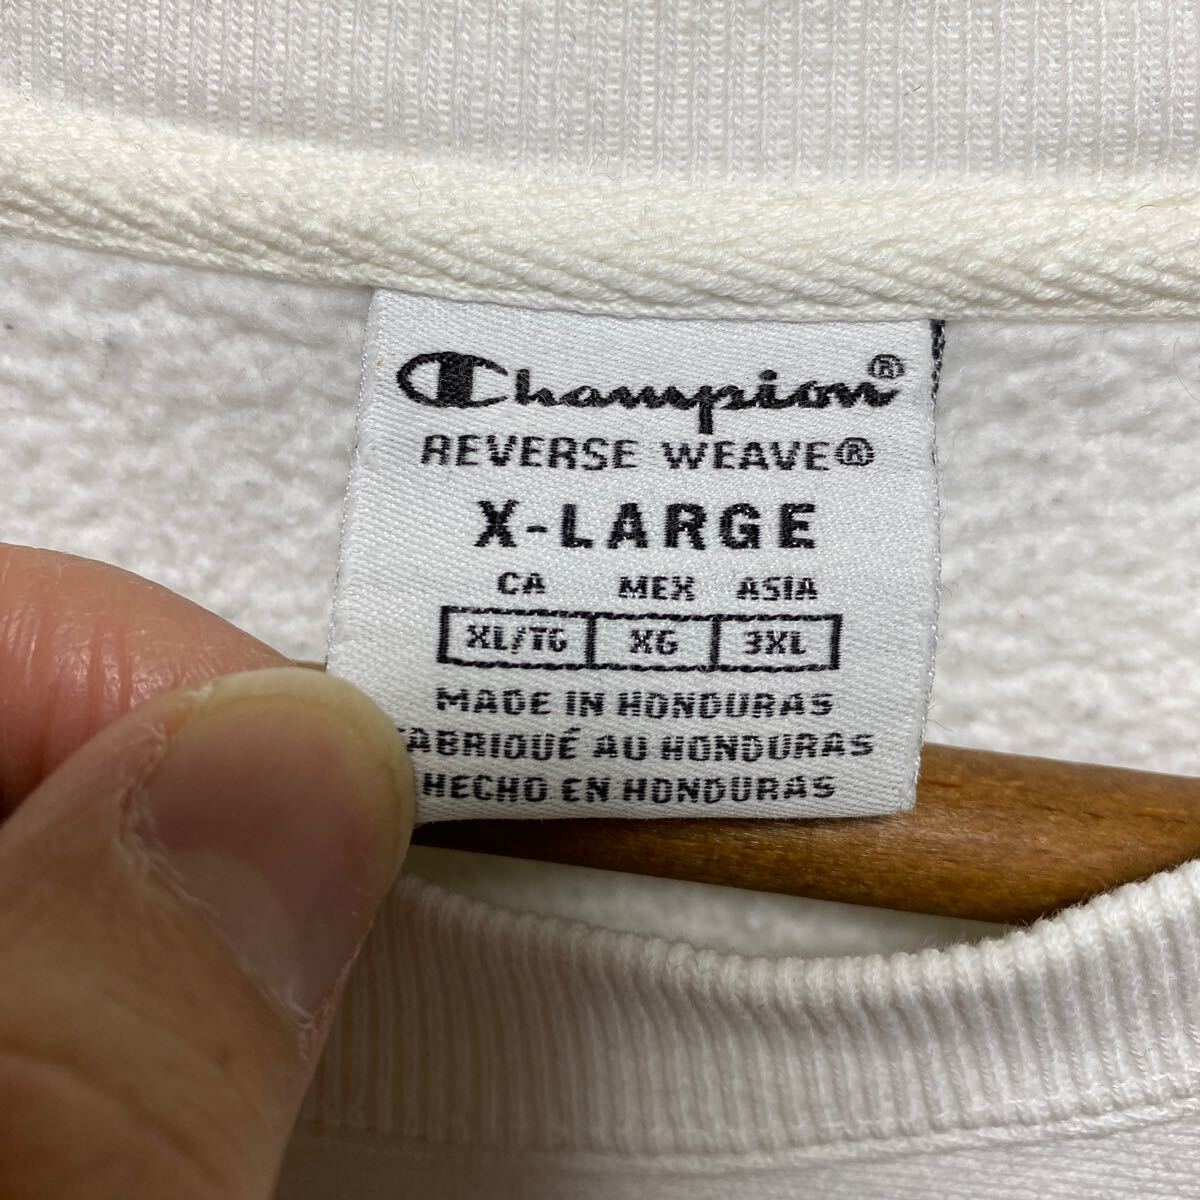 Champion®
REVERSE WEAVE®
X-LARGE
CA MEX ASIA
XL/TG XG 3XL
MADE IN HONDURAS
FABRIQUÉ AU HONDURAS
HECHO EN HONDURAS